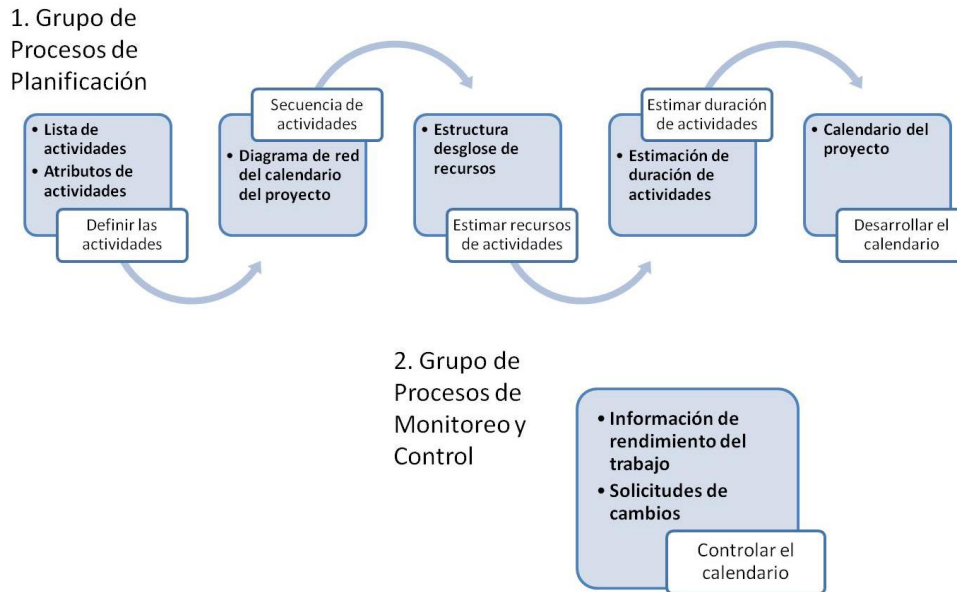 1. Grupo de
Procesos de
Planificación
• Lista de
actividades
• Atributos de
actividades
Definir las
actividades
Secuencia de
actividades
• Diagrama de red
del calendario
del proyecto
• Estructura
desglose de
recursos
Estimar recursos
de actividades
Estimar duración
de actividades
• Estimación de
duración de
actividades
• Calendario del
proyecto
Desarrollar el
calendario
2. Grupo de
Procesos de
Monitoreo y
Control
• Información de
rendimiento del
trabajo
• Solicitudes de
cambios
Controlar el
calendario